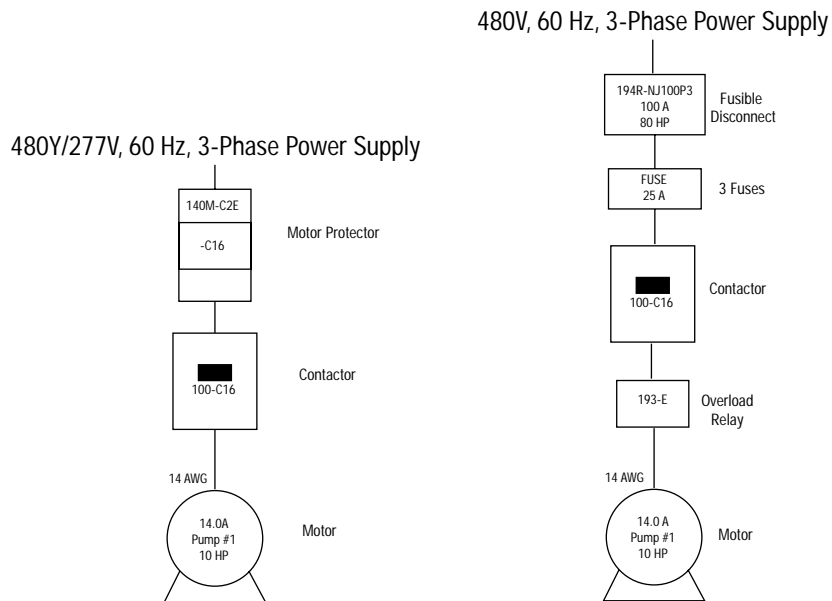 480Y/277V, 60 Hz, 3-Phase Power Supply
140M-C2E
-C16
Motor Protector
100-C16
Contactor
14 AWG
14.0A
Pump #1
10 HP
Motor
480V, 60 Hz, 3-Phase Power Supply
194R-NJ100P3
100 A
80 HP
Fusible
Disconnect
FUSE
25 A
3 Fuses
100-C16
Contactor
193-E
Overload
Relay
14 AWG
14.0 A
Pump #1
10 HP
Motor